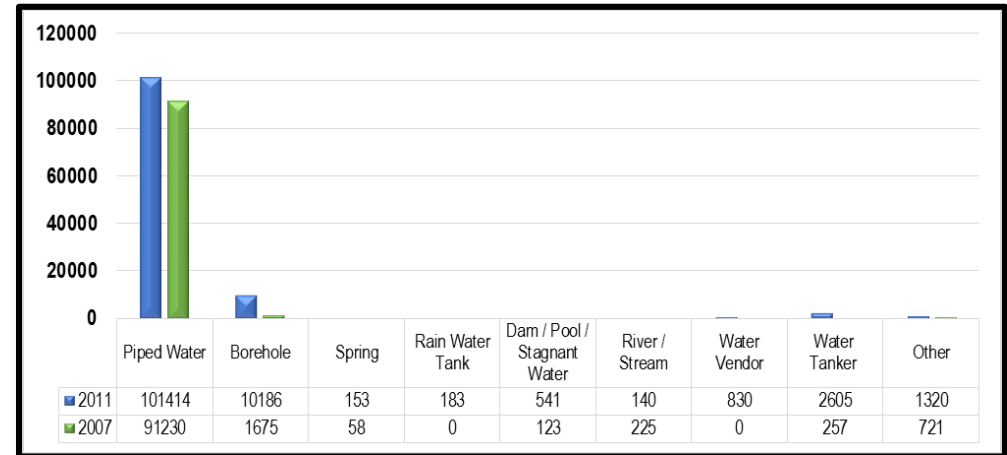 120000
100000
80000
60000
40000
20000
0
Piped Water Borehole Spring Rain Water Tank Dam / Pool / Stagnant Water River / Stream Water Vendor Water Tanker Other
2011 101414 10186 153 183 541 140 830 2605 1320
2007 91230 1675 58 0 123 225 0 257 721